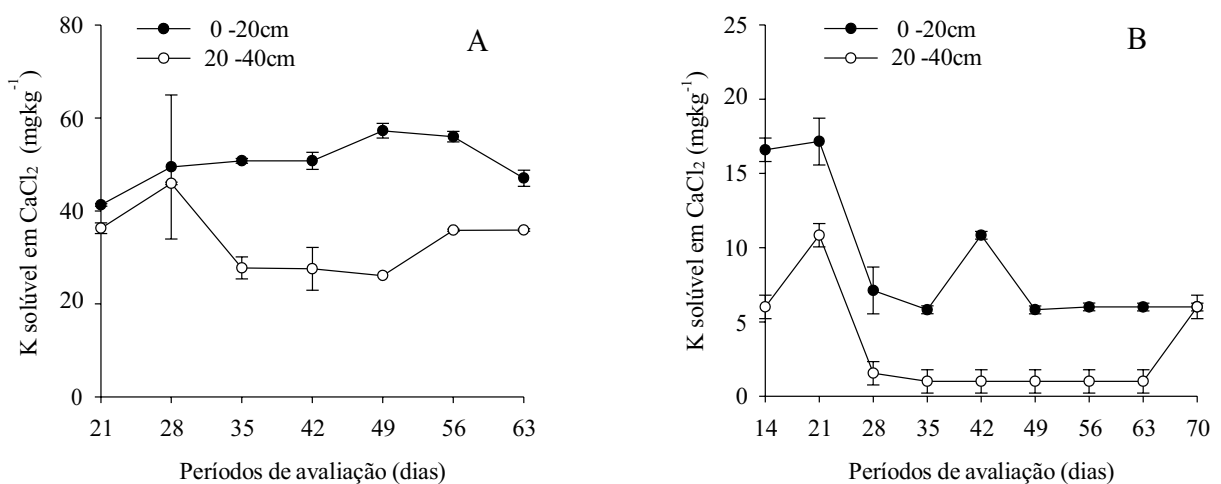 80
0 -20cm
20 -40cm
A
60
40
20
0
K solúvel em CaCl₂ (mgkg⁻¹)
21 28 35 42 49 56 63
Períodos de avaliação (dias)
25
0 -20cm
20 -40cm
B
20
15
10
5
0
K solúvel em CaCl₂ (mgkg⁻¹)
14 21 28 35 42 49 56 63 70
Períodos de avaliação (dias)